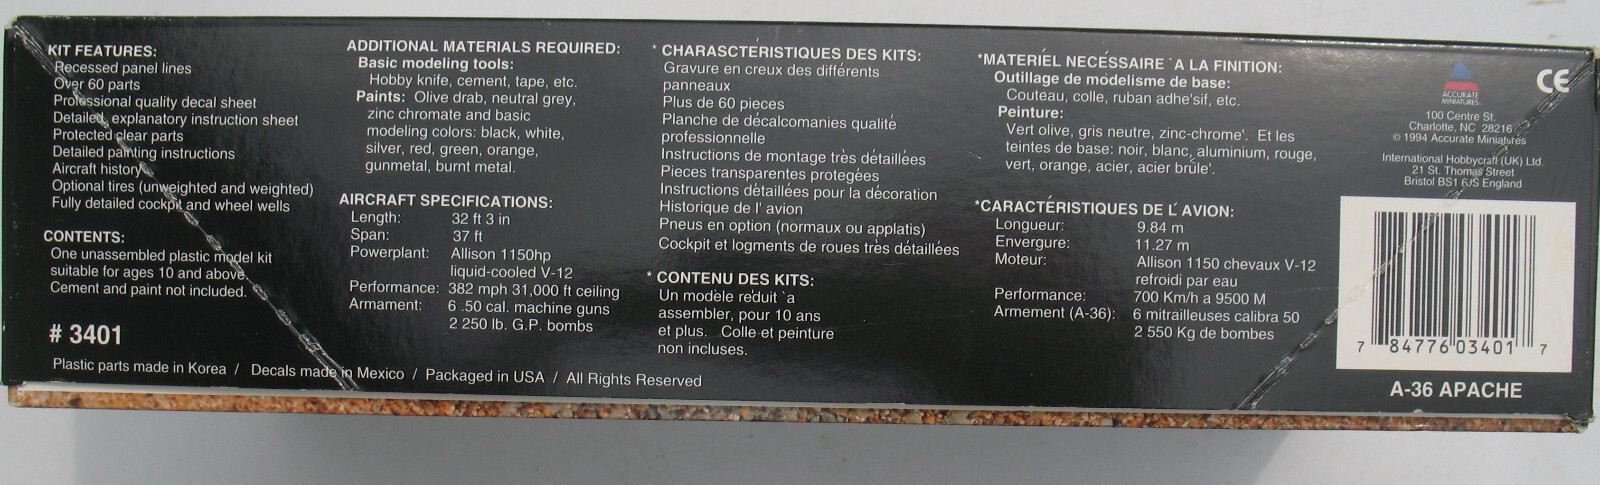 KIT FEATURES:
Recessed panel lines
Over 60 parts
Professional quality decal sheet
Detailed, explanatory instruction sheet
Protected clear parts
Detailed painting instructions
Aircraft history
Optional tires (unweighted and weighted)
Fully detailed cockpit and wheel wells
CONTENTS:
One unassembled plastic model kit
suitable for ages 10 and above.
Cement and paint not included.
# 3401
Plastic parts made in Korea / Decals made in Mexico / Packaged in USA / All Rights Reserved
ADDITIONAL MATERIALS REQUIRED:
Basic modeling tools:
Hobby knife, cement, tape, etc.
Paints: Olive drab, neutral grey,
zinc chromate and basic
modeling colors: black, white,
silver, red, green, orange,
gunmetal, burnt metal.
AIRCRAFT SPECIFICATIONS:
Length: 32 ft 3 in
Span: 37 ft
Powerplant: Allison 1150hp
liquid-cooled V-12
Performance: 382 mph 31,000 ft ceiling
Armament: 6 .50 cal. machine guns
2 250 lb. G.P. bombs
* CHARASCTÉRISTIQUES DES KITS:
Gravure en creux des différents
panneaux
Plus de 60 pieces
Planche de décalcomanies qualité
professionnelle
Instructions de montage très détaillées
Pieces transparentes protegées
Instructions détaillées pour la décoration
Historique de l' avion
Pneus en option (normaux ou applatis)
Cockpit et logments de roues très détaillées
* CONTENU DES KITS:
Un modèle re'duit `a
assembler, pour 10 ans
et plus. Colle et peinture
non incluses.
*MATERIÉL NECÉSSAIRE `A LA FINITION:
Outillage de módelisme de base:
Couteau, colle, ruban adhe'sif, etc.
Peinture:
Vert olive, gris neutre, zinc-chrome'. Et les
teintes de base: noir, blanc, aluminium, rouge,
vert, orange, acier, acier brûle'.
*CARACTÉRISTIQUES DE L' AVION:
Longueur: 9.84 m
Envergure: 11.27 m
Moteur: Allison 1150 chevaux V-12
refroidi par eau
Performance: 700 Km/h a 9500 M
Armement (A-36): 6 mitrailleuses calibra 50
2 550 Kg de bombes
CE
ACCURATE
MINIATURES
100 Centre St.
Charlotte, NC 28216
© 1994 Accurate Miniatures
International Hobbycraft (UK) Ltd.
21 St. Thomas Street
Bristol BS1 6JS England
7 84776 03401 7
A-36 APACHE